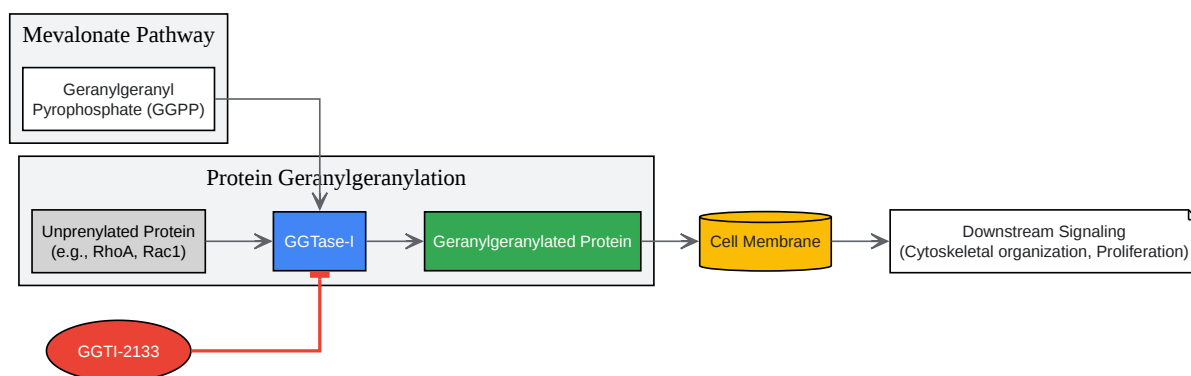 Mevalonate Pathway
Geranylgeranyl
Pyrophosphate (GGPP)
Protein Geranylgeranylation
Unprenylated Protein
(e.g., RhoA, Rac1)
GGTase-I
Geranylgeranylated Protein
Cell Membrane
Downstream Signaling
(Cytoskeletal organization, Proliferation)
GGTI-2133